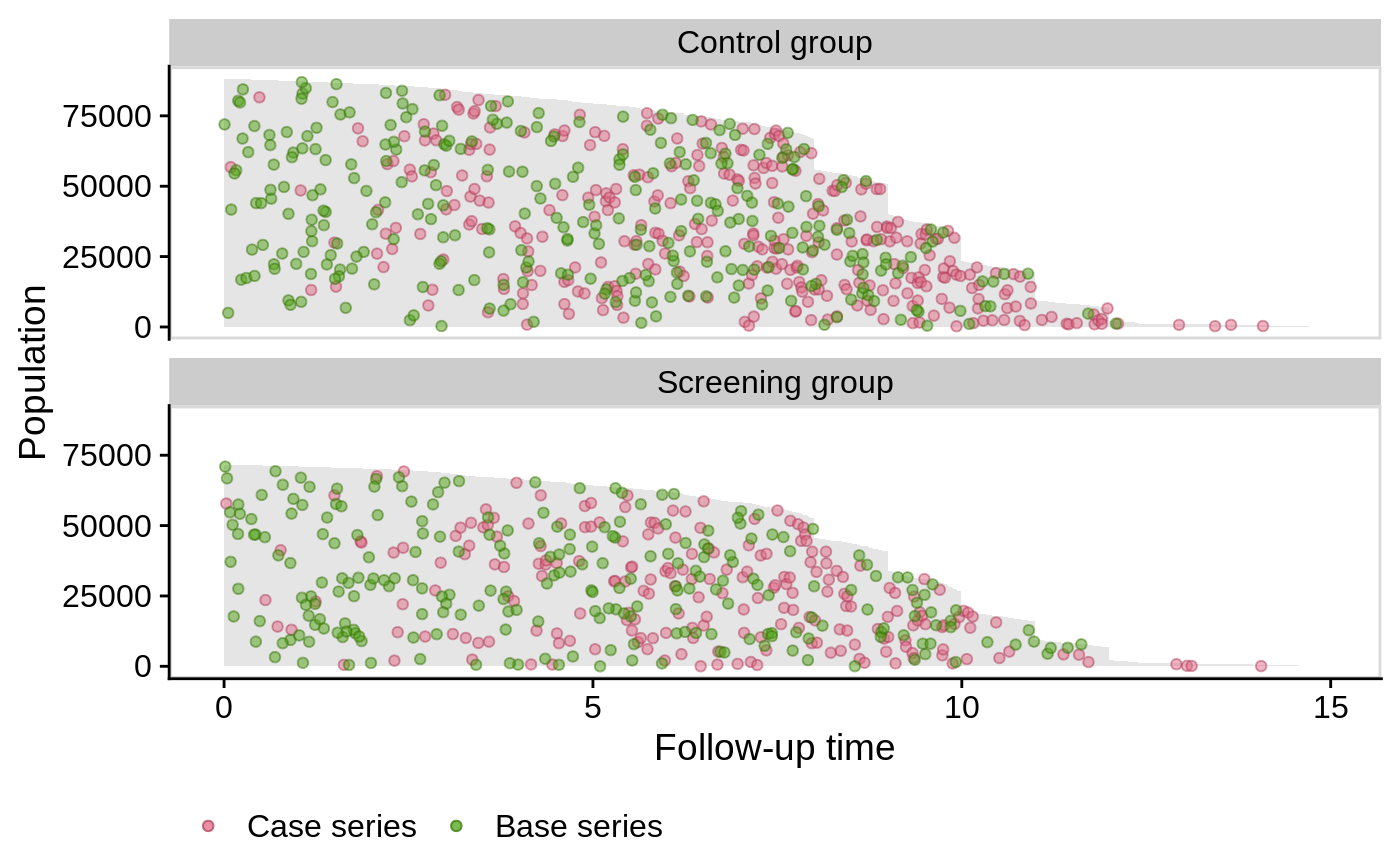 Control group
75000
50000
25000
0
Population
Screening group
75000
50000
25000
0
0 5 10 15
Follow-up time
Case series Base series